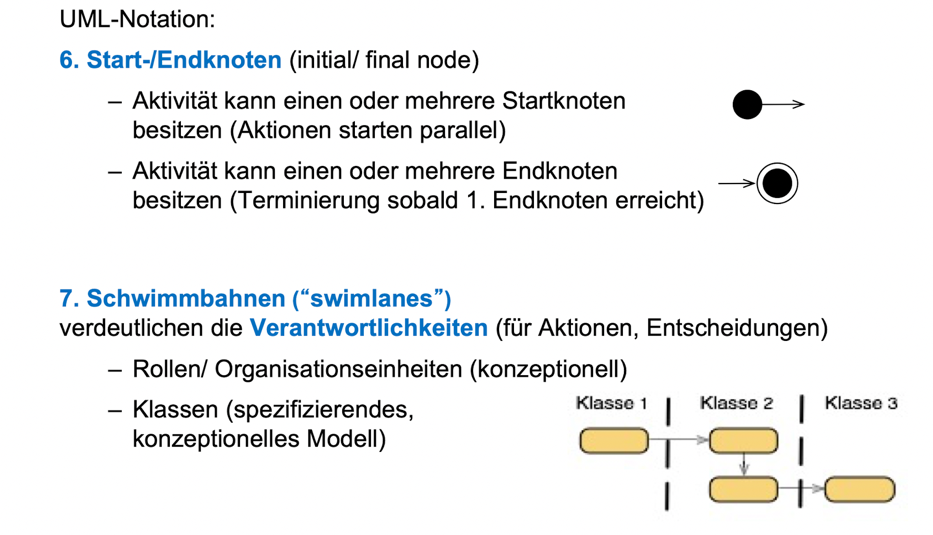 UML-Notation:
6. Start-/Endknoten (initial/ final node)
– Aktivität kann einen oder mehrere Startknoten
besitzen (Aktionen starten parallel)
– Aktivität kann einen oder mehrere Endknoten
besitzen (Terminierung sobald 1. Endknoten erreicht)
7. Schwimmbahnen (“swimlanes”)
verdeutlichen die Verantwortlichkeiten (für Aktionen, Entscheidungen)
– Rollen/ Organisationseinheiten (konzeptionell)
– Klassen (spezifizierendes,
konzeptionelles Modell)
Klasse 1 Klasse 2 Klasse 3